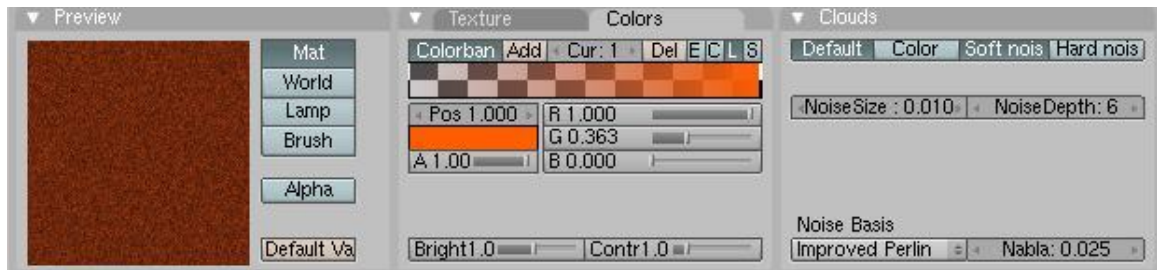 Preview
Mat
World
Lamp
Brush
Alpha
Default Va
Texture
Colors
Colorban Add Cur: 1 Del E C L S
Pos 1.000 R 1.000
G 0.363
A 1.00 B 0.000
Bright1.0 Contr1.0
Clouds
Default Color Soft nois Hard nois
NoiseSize : 0.010 NoiseDepth: 6
Noise Basis
Improved Perlin Nabla: 0.025